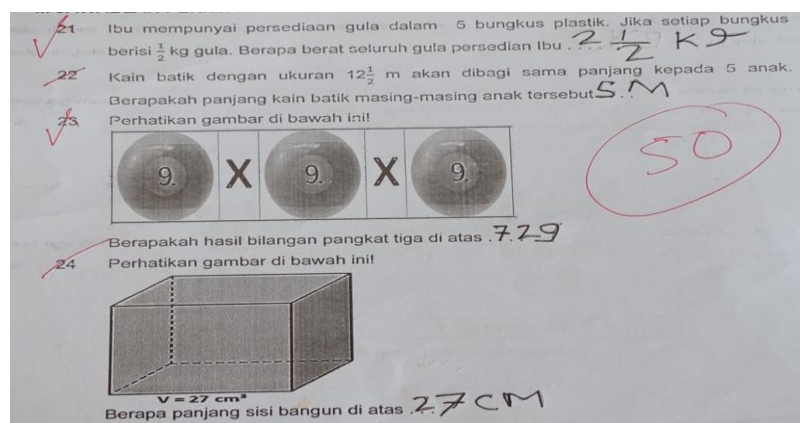 21 Ibu mempunyai persediaan gula dalam 5 bungkus plastik. Jika setiap bungkus
berisi 1/2 kg gula. Berapa berat seluruh gula persedian Ibu .... 2 1/2 Kg
22 Kain batik dengan ukuran 12 1/2 m akan dibagi sama panjang kepada 5 anak.
Berapakah panjang kain batik masing-masing anak tersebut... 5 M
23 Perhatikan gambar di bawah ini!
50
9. X 9. X 9.
Berapakah hasil bilangan pangkat tiga di atas ... 729
24 Perhatikan gambar di bawah ini!
V = 27 cm³
Berapa panjang sisi bangun di atas .... 27 CM